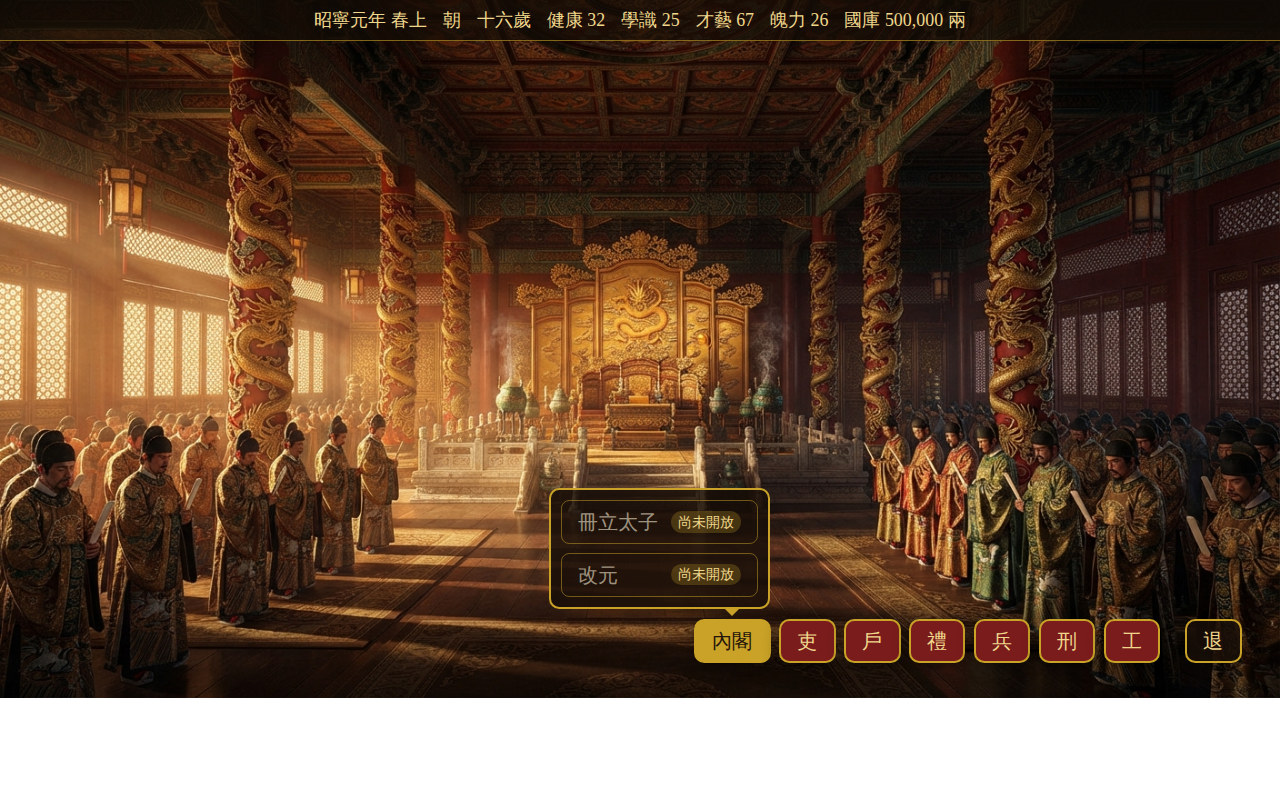 昭寧元年 春上 朝 十六歲 健康 32 學識 25 才藝 67 魄力 26 國庫 500,000 兩
冊立太子 尚未開放
改元 尚未開放
內閣 吏 戶 禮 兵 刑 工 退